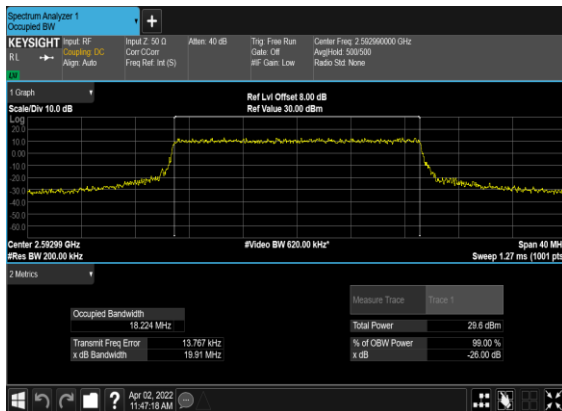 Spectrum Analyzer 1
Occupied BW
KEYSIGHT
RL
Input: RF
Coupling: DC
Align: Auto
Input Z: 50 Ω
Corr CCorr
Freq Ref: Int (S)
Atten: 40 dB
Trig: Free Run
Gate: Off
#IF Gain: Low
Center Freq: 2.592990000 GHz
Avg|Hold: 500/500
Radio Std: None
1 Graph
Scale/Div 10.0 dB
Ref Lvl Offset 8.00 dB
Ref Value 30.00 dBm
Log
20.0
10.0
0.00
-10.0
-20.0
-30.0
-40.0
-50.0
-60.0
Center 2.59299 GHz
#Res BW 200.00 kHz
#Video BW 620.00 kHz*
Span 40 MH
Sweep 1.27 ms (1001 pts
2 Metrics
Measure Trace
Trace 1
Occupied Bandwidth
18.224 MHz
Total Power
29.6 dBm
Transmit Freq Error
13.767 kHz
% of OBW Power
99.00 %
x dB Bandwidth
19.91 MHz
x dB
-26.00 dB
?
Apr 02, 2022
11:47:18 AM